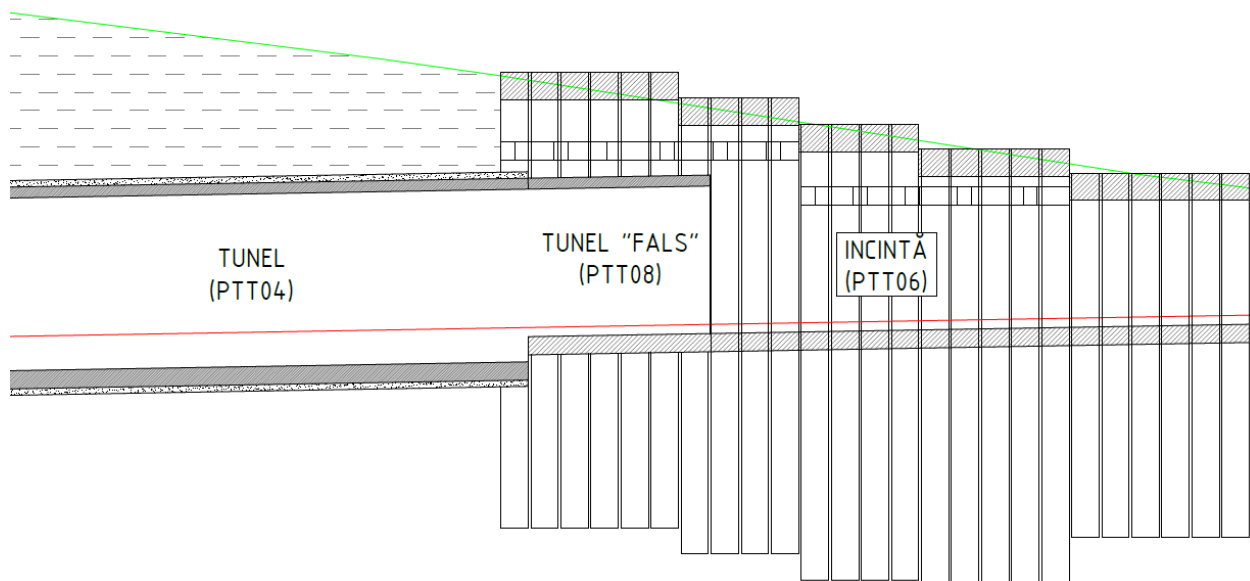 TUNEL
(PTT04)
TUNEL "FALS"
(PTT08)
INCINTĂ
(PTT06)